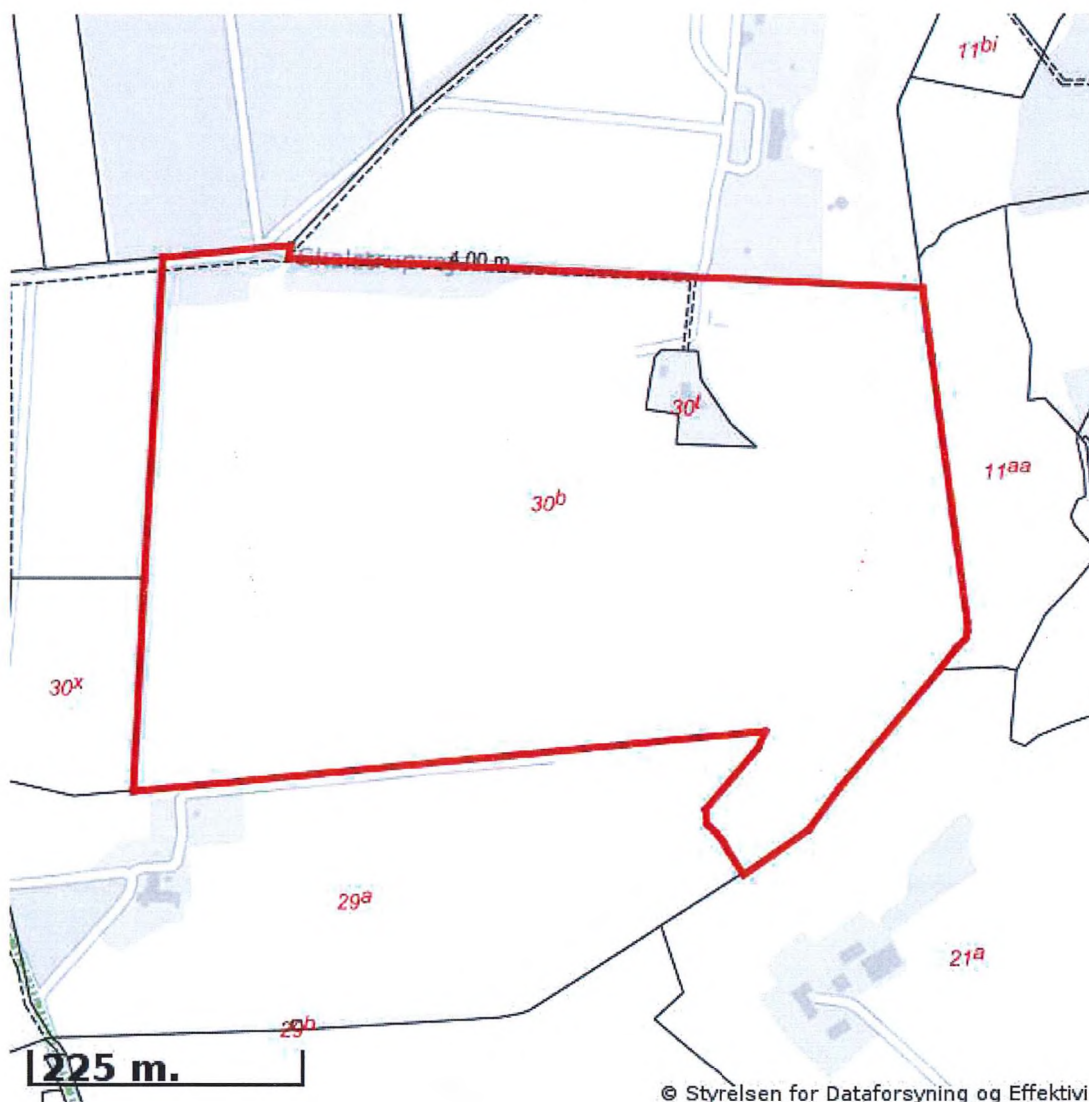 11bi
4.00 m
30l
11aa
30b
30x
29a
21a
29b
225 m.
© Styrelsen for Dataforsyning og Effektivi